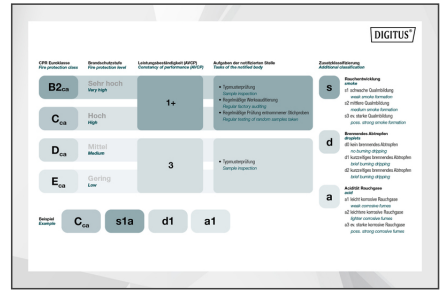 DIGITUS®
CPR Euroklasse
Fire protection class
Brandschutzstufe
Fire protection level
Leistungsbeständigkeit (AVCP)
Constancy of performance (AVCP)
Aufgaben der notifizierten Stelle
Tasks of the notified body
Zusatzklassifizierung
Additional classification
B2ca
Sehr hoch
Very high
1+
• Typmusterprüfung
Sample inspection
• Regelmäßige Werksauditierung
Regular factory auditing
• Regelmäßige Prüfung entnommener Stichproben
Regular testing of random samples taken
Cca
Hoch
High
Dca
Mittel
Medium
3
• Typmusterprüfung
Sample inspection
Eca
Gering
Low
s
Rauchentwicklung
smoke
s1 schwache Qualmbildung
weak smoke formation
s2 mittlere Qualmbildung
medium smoke formation
s3 ev. starke Qualmbildung
poss. strong smoke formation
d
Brennendes Abtropfen
droplets
d0 kein brennendes Abtropfen
no burning dripping
d1 kurzzeitiges brennendes Abtropfen
brief burning dripping
d2 kurzzeitiges brennendes Abtropfen
brief burning dripping
a
Acidität Rauchgase
acid
a1 leicht korrosive Rauchgase
weak corrosive fumes
a2 leichtere korrosive Rauchgase
lighter corrosive fumes
a3 ev. starke korrosive Rauchgase
poss. strong corrosive fumes
Beispiel
Example
Cca
s1a
d1
a1